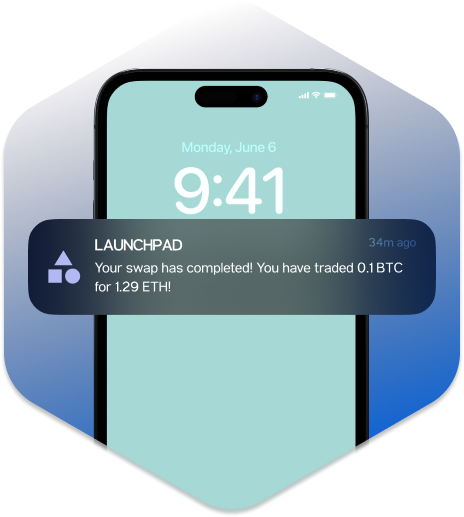 Monday, June 6
9:41
LAUNCHPAD
34m ago
Your swap has completed! You have traded 0.1 BTC
for 1.29 ETH!